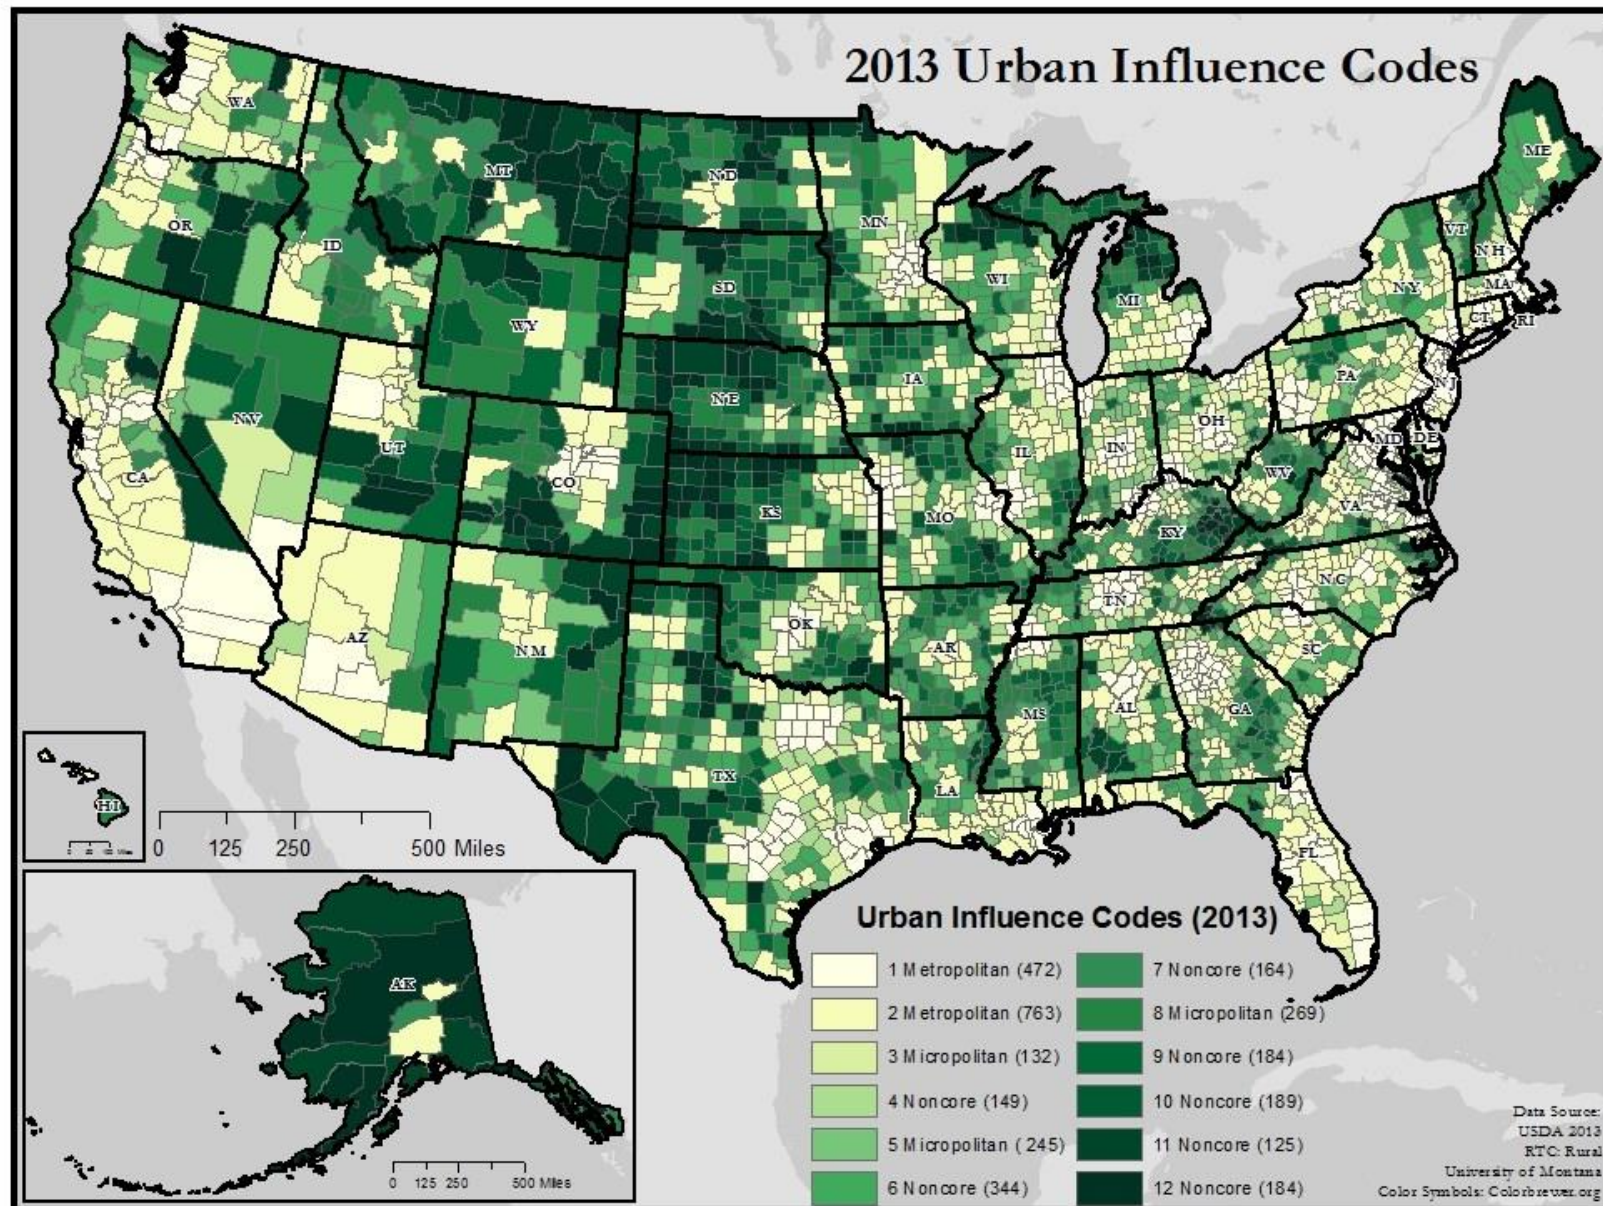 2013 Urban Influence Codes
WA
MT
ND
MN
ME
OR
ID
SD
WI
MI
VT
NH
NY
MA
CT
RI
WY
IA
PA
NJ
NV
NE
OH
MD
DE
UT
CO
IL
IN
WV
VA
CA
KS
MO
KY
NC
TN
AZ
NM
OK
AR
SC
MS
AL
GA
TX
LA
FL
HI
0 50 100 Miles
0 125 250 500 Miles
AK
0 125 250 500 Miles
Urban Influence Codes (2013)
1 Metropolitan (472)
2 Metropolitan (763)
3 Micropolitan (132)
4 Noncore (149)
5 Micropolitan (245)
6 Noncore (344)
7 Noncore (164)
8 Micropolitan (269)
9 Noncore (184)
10 Noncore (189)
11 Noncore (125)
12 Noncore (184)
Data Source:
USDA 2013
RTC: Rural
University of Montana
Color Symbols: Colorbrewer.org